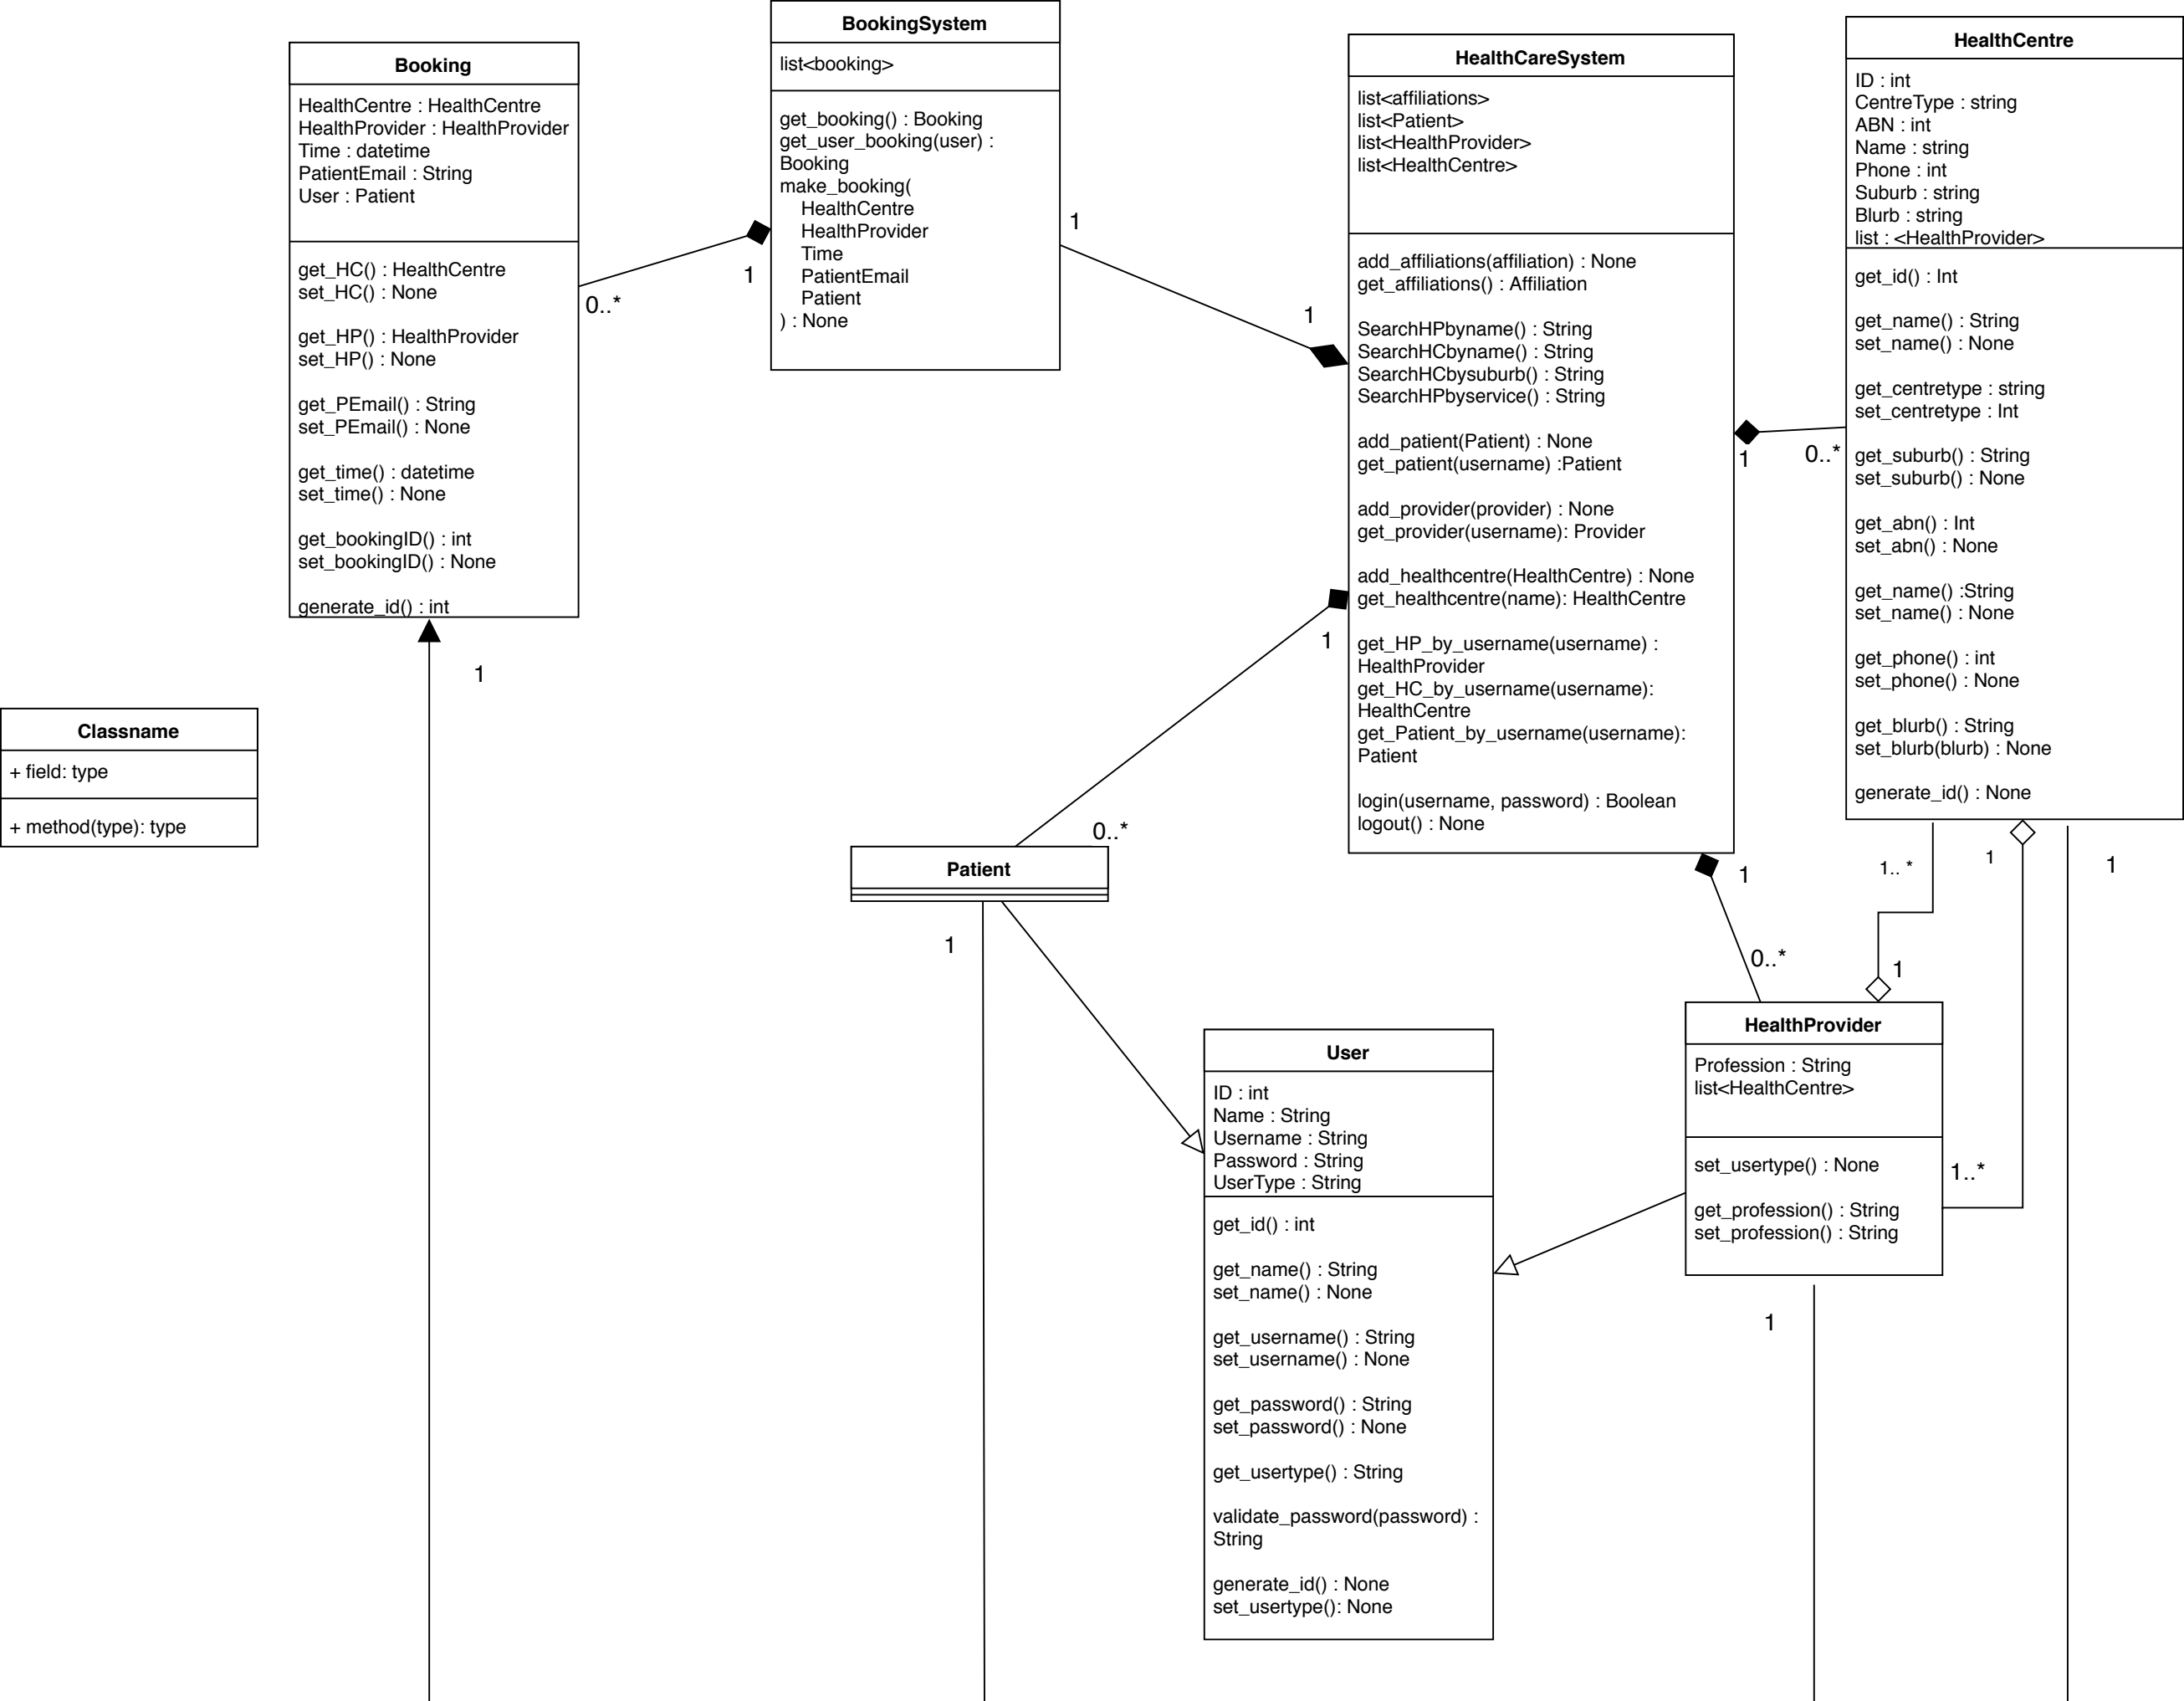 Booking
HealthCentre : HealthCentre
HealthProvider : HealthProvider
Time : datetime
PatientEmail : String
User : Patient
get_HC() : HealthCentre
set_HC() : None
get_HP() : HealthProvider
set_HP() : None
get_PEmail() : String
set_PEmail() : None
get_time() : datetime
set_time() : None
get_bookingID() : int
set_bookingID() : None
generate_id() : int
1
0..*
1
BookingSystem
list<booking>
get_booking() : Booking
get_user_booking(user) :
Booking
make_booking(
HealthCentre
HealthProvider
Time
PatientEmail
Patient
) : None
1
1
HealthCareSystem
list<affiliations>
list<Patient>
list<HealthProvider>
list<HealthCentre>
add_affiliations(affiliation) : None
get_affiliations() : Affiliation
SearchHPbyname() : String
SearchHCbyname() : String
SearchHCbysuburb() : String
SearchHPbyservice() : String
add_patient(Patient) : None
get_patient(username) :Patient
add_provider(provider) : None
get_provider(username): Provider
add_healthcentre(HealthCentre) : None
get_healthcentre(name): HealthCentre
get_HP_by_username(username) :
HealthProvider
get_HC_by_username(username):
HealthCentre
get_Patient_by_username(username):
Patient
login(username, password) : Boolean
logout() : None
1
0..*
1
1
0..*
HealthCentre
ID : int
CentreType : string
ABN : int
Name : string
Phone : int
Suburb : string
Blurb : string
list : <HealthProvider>
get_id() : Int
get_name() : String
set_name() : None
get_centretype : string
set_centretype : Int
get_suburb() : String
set_suburb() : None
get_abn() : Int
set_abn() : None
get_name() :String
set_name() : None
get_phone() : int
set_phone() : None
get_blurb() : String
set_blurb(blurb) : None
generate_id() : None
1.. *
1
1
Classname
+ field: type
+ method(type): type
0..*
Patient
1
1
HealthProvider
Profession : String
list<HealthCentre>
set_usertype() : None
get_profession() : String
set_profession() : String
1..*
1
User
ID : int
Name : String
Username : String
Password : String
UserType : String
get_id() : int
get_name() : String
set_name() : None
get_username() : String
set_username() : None
get_password() : String
set_password() : None
get_usertype() : String
validate_password(password) :
String
generate_id() : None
set_usertype(): None